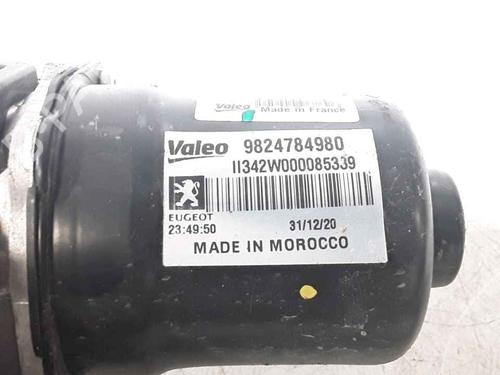 Valeo
Made in France
Valeo 9824784980
II342W000085339
EUGEOT
23:49:50 31/12/20
MADE IN MOROCCO